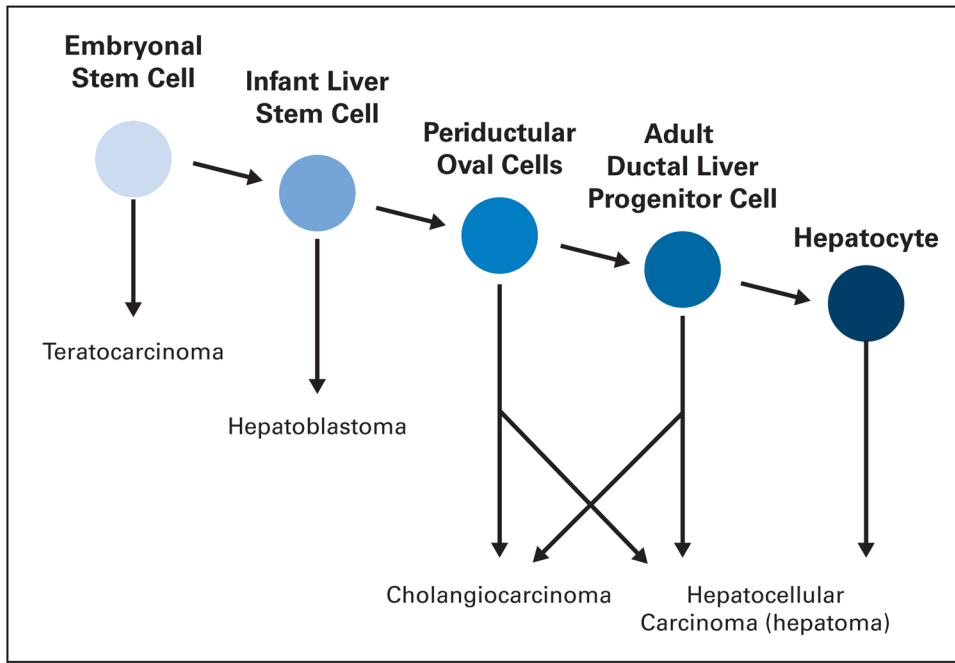 Embryonal
Stem Cell
Infant Liver
Stem Cell
Periductular
Oval Cells
Adult
Ductal Liver
Progenitor Cell
Hepatocyte
Teratocarcinoma
Hepatoblastoma
Cholangiocarcinoma
Hepatocellular
Carcinoma (hepatoma)